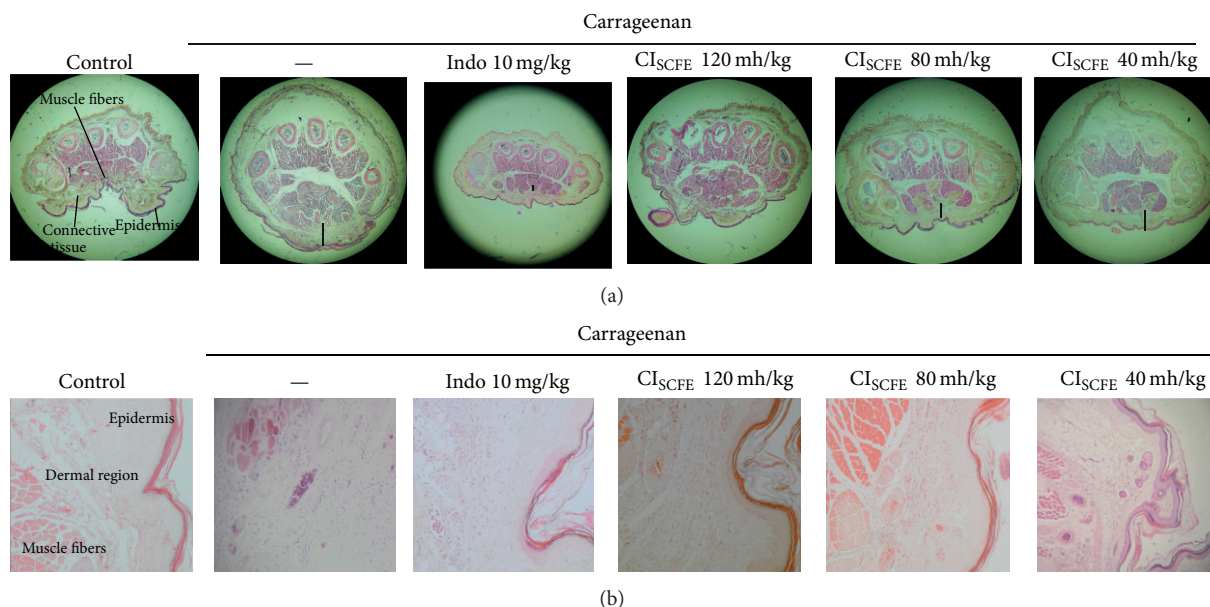 Carrageenan
Control
—
Indo 10 mg/kg
CI_SCFE 120 mh/kg
CI_SCFE 80 mh/kg
CI_SCFE 40 mh/kg
Muscle fibers
Connective tissue
Epidermis
(a)
Carrageenan
Control
—
Indo 10 mg/kg
CI_SCFE 120 mh/kg
CI_SCFE 80 mh/kg
CI_SCFE 40 mh/kg
Epidermis
Dermal region
Muscle fibers
(b)